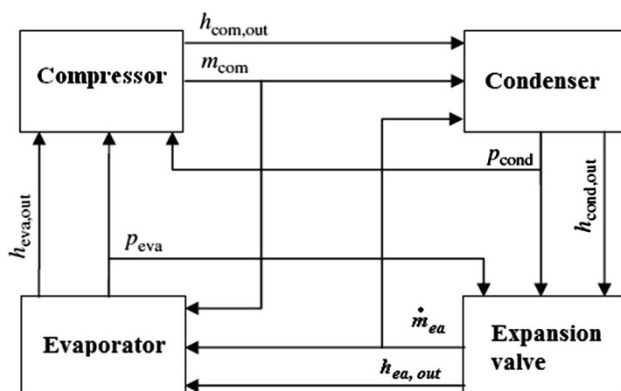 h_com,out
Compressor
m_com
Condenser
p_cond
h_cond,out
h_eva,out
p_eva
ṁ_ea
Evaporator
Expansion
valve
h_ea, out